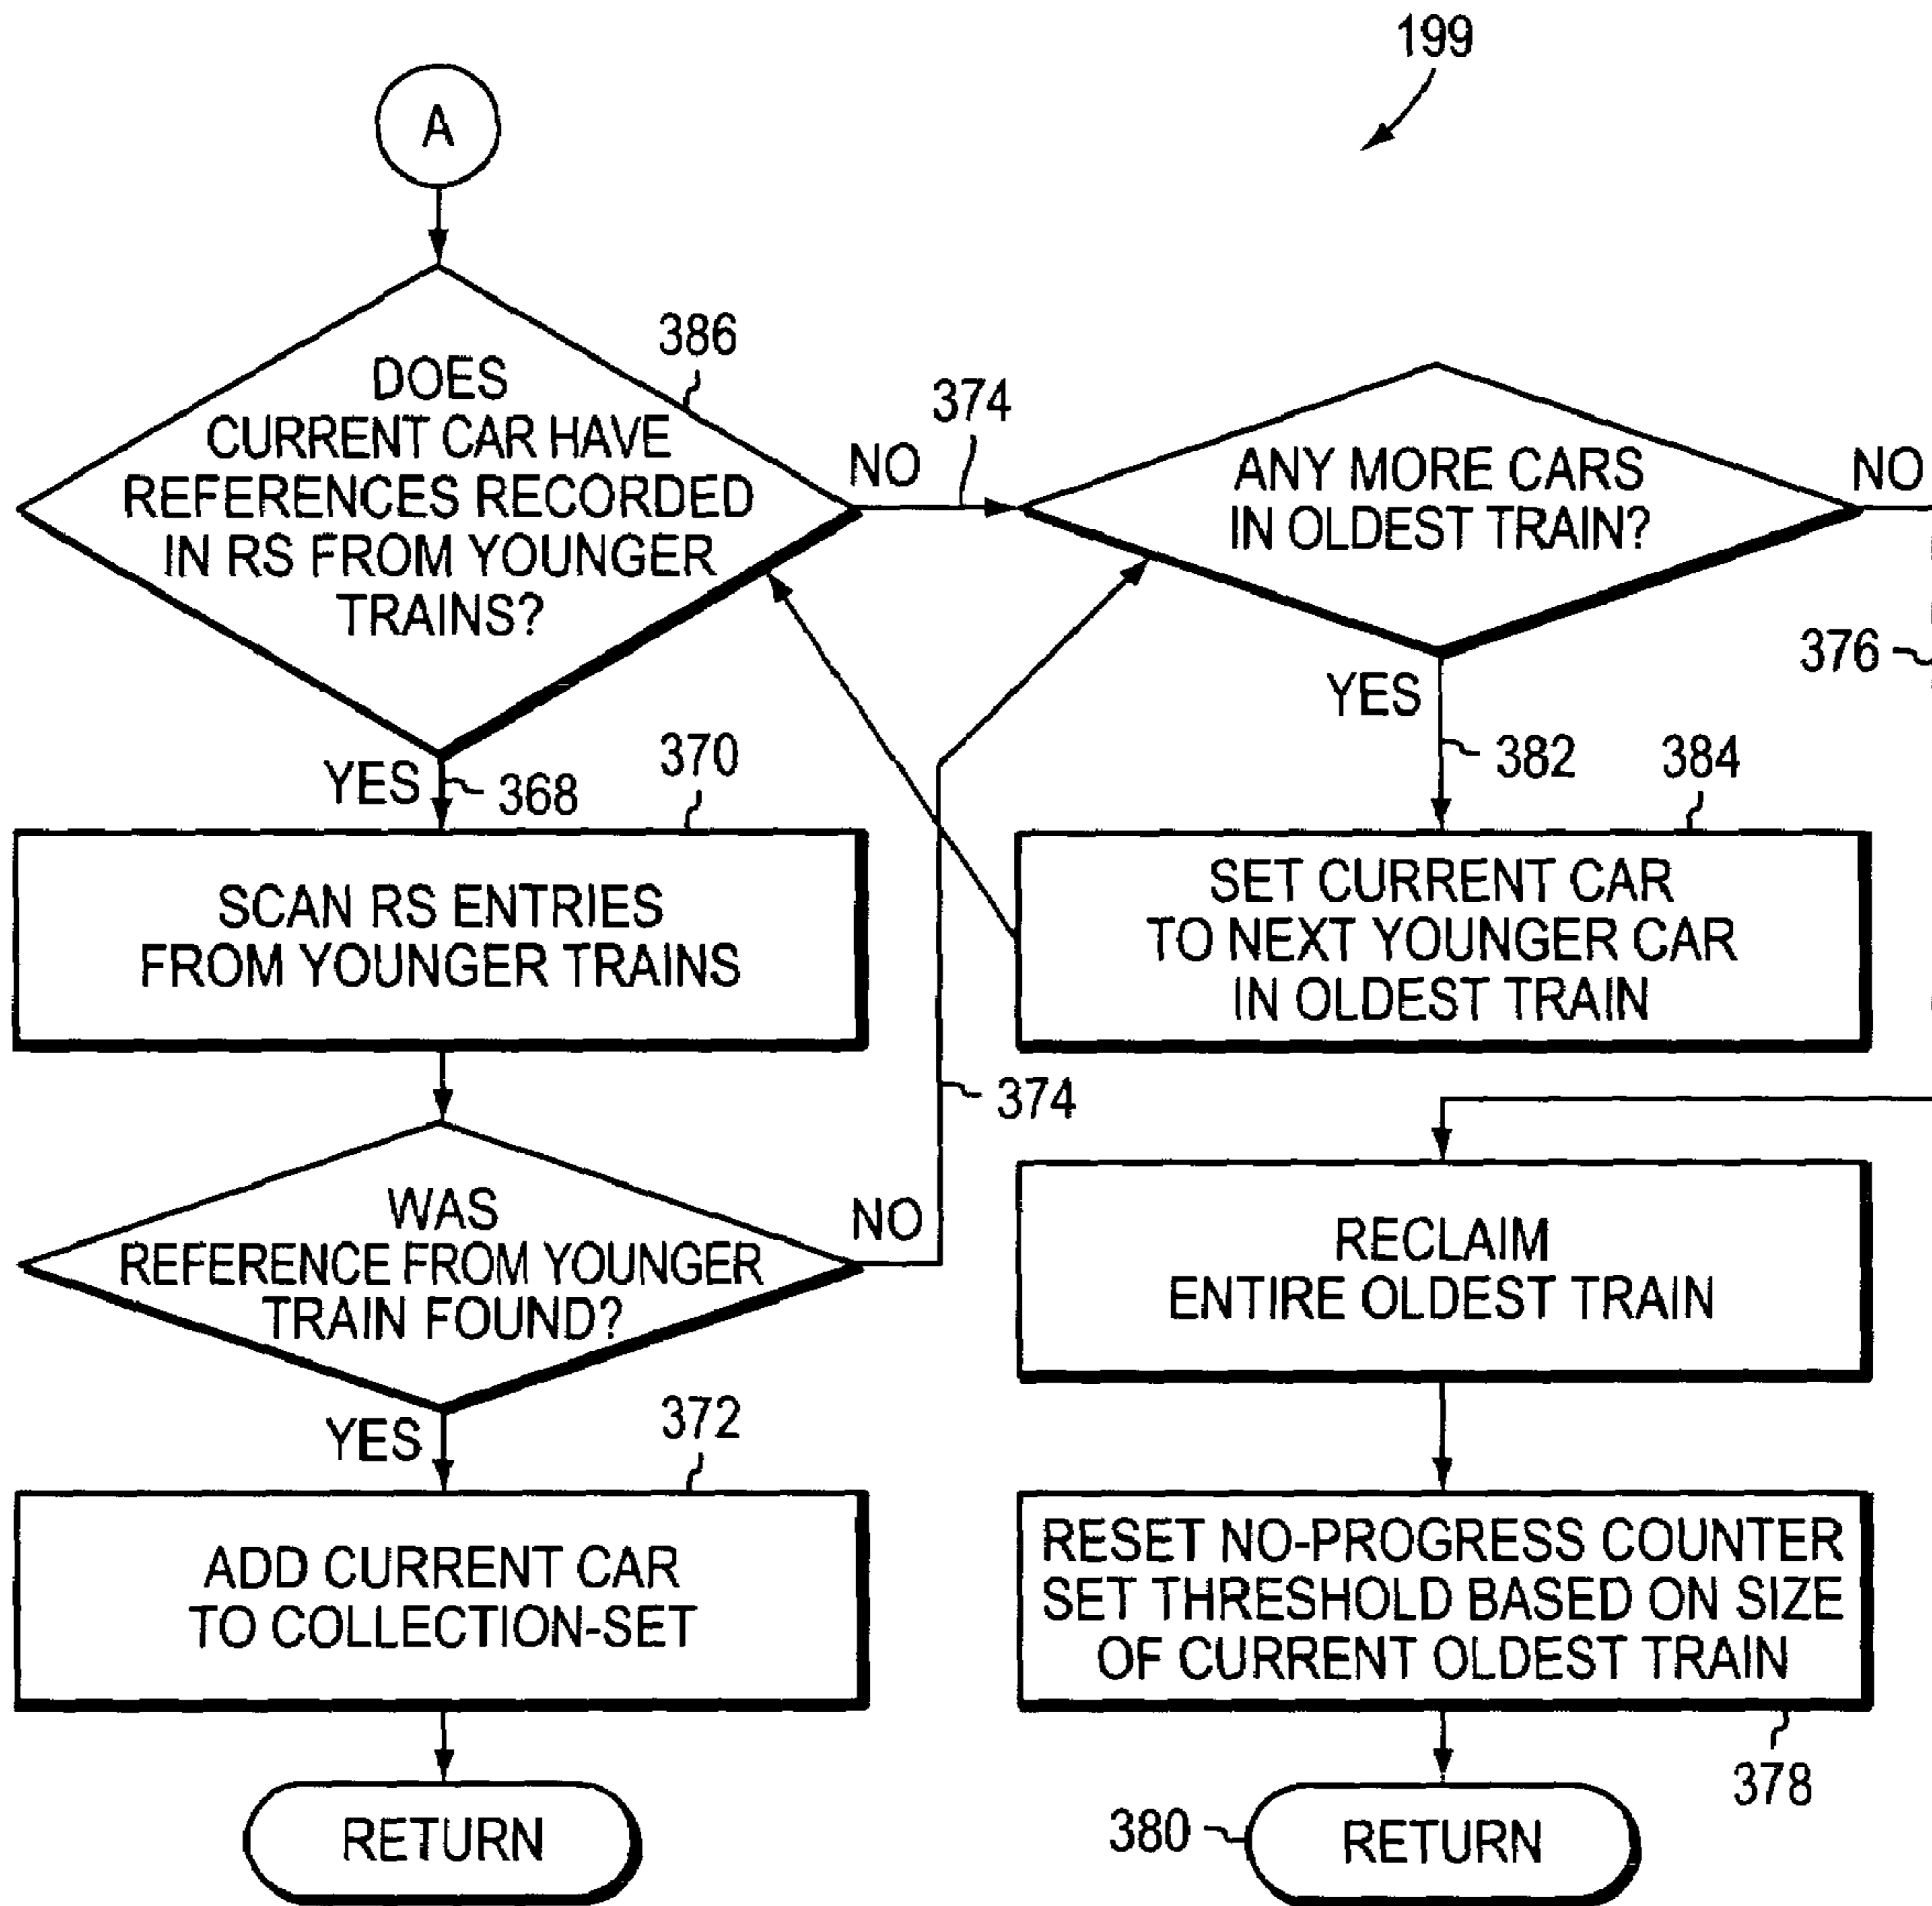 199
A
386
DOES
CURRENT CAR HAVE
REFERENCES RECORDED
IN RS FROM YOUNGER
TRAINS?
NO
374
ANY MORE CARS
IN OLDEST TRAIN?
NO
376
YES
368
370
YES
382
384
SCAN RS ENTRIES
FROM YOUNGER TRAINS
SET CURRENT CAR
TO NEXT YOUNGER CAR
IN OLDEST TRAIN
374
WAS
REFERENCE FROM YOUNGER
TRAIN FOUND?
NO
RECLAIM
ENTIRE OLDEST TRAIN
YES
372
ADD CURRENT CAR
TO COLLECTION-SET
RESET NO-PROGRESS COUNTER
SET THRESHOLD BASED ON SIZE
OF CURRENT OLDEST TRAIN
378
RETURN
380
RETURN